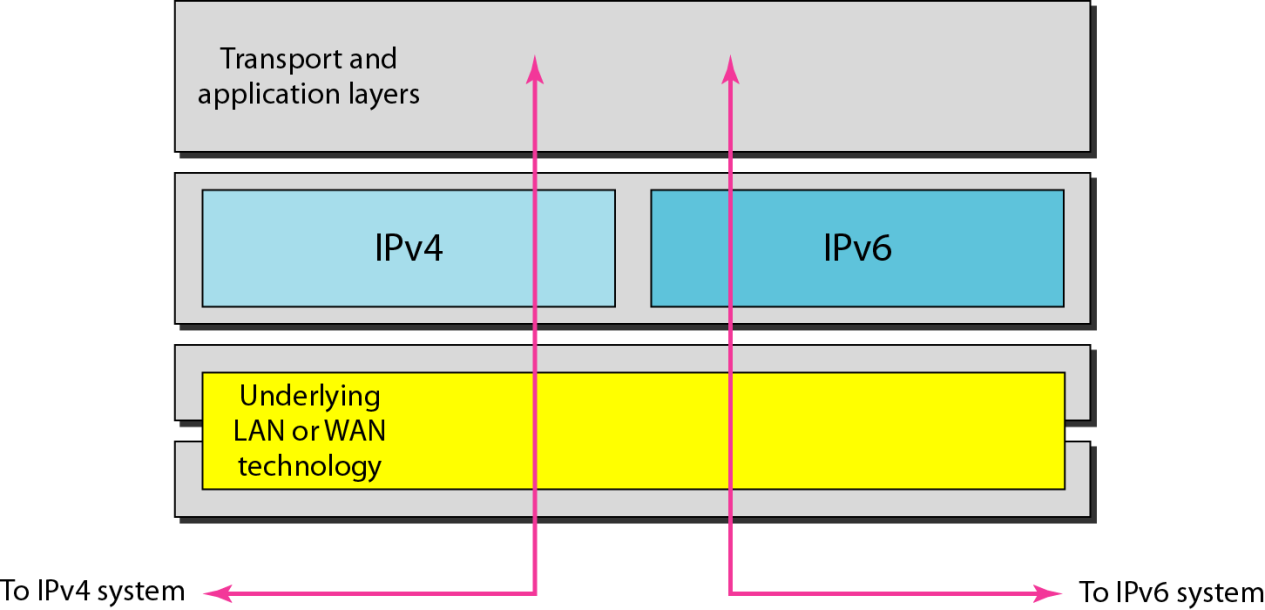 Transport and
application layers
IPv4
IPv6
Underlying
LAN or WAN
technology
To IPv4 system
To IPv6 system